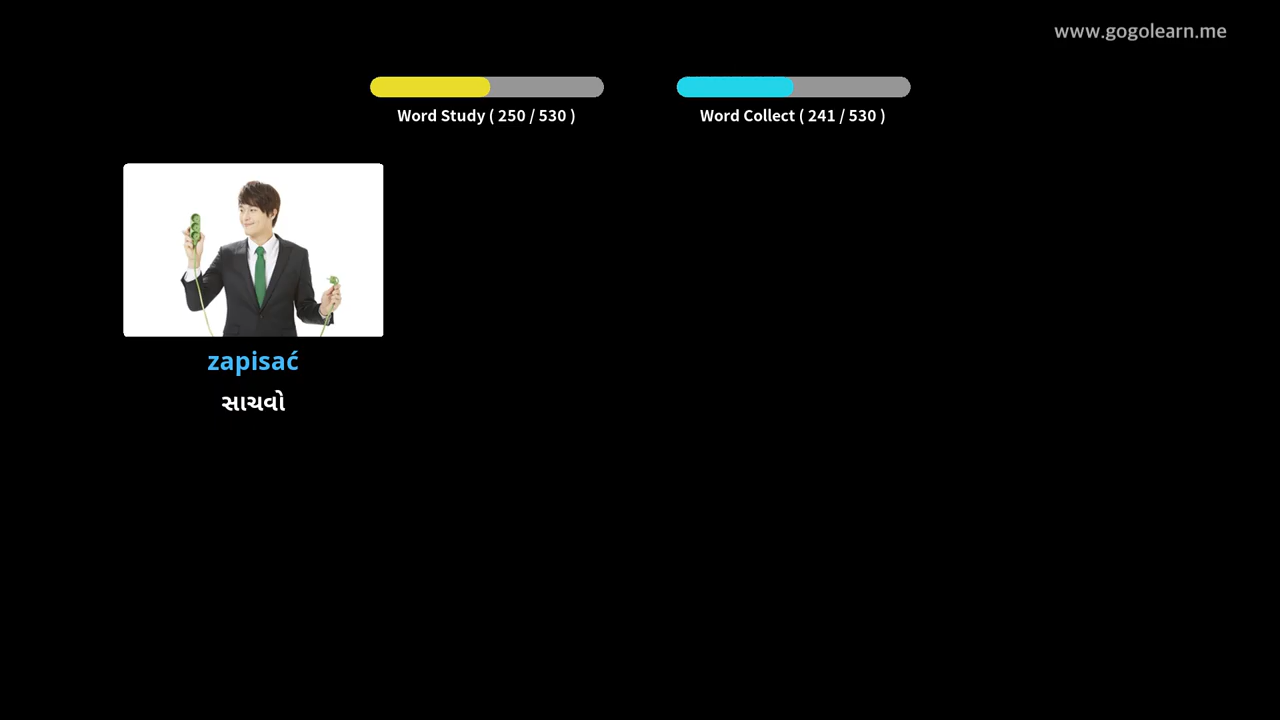 www.gogolearn.me
Word Study ( 250 / 530 )
Word Collect ( 241 / 530 )
zapisać
સાચવો